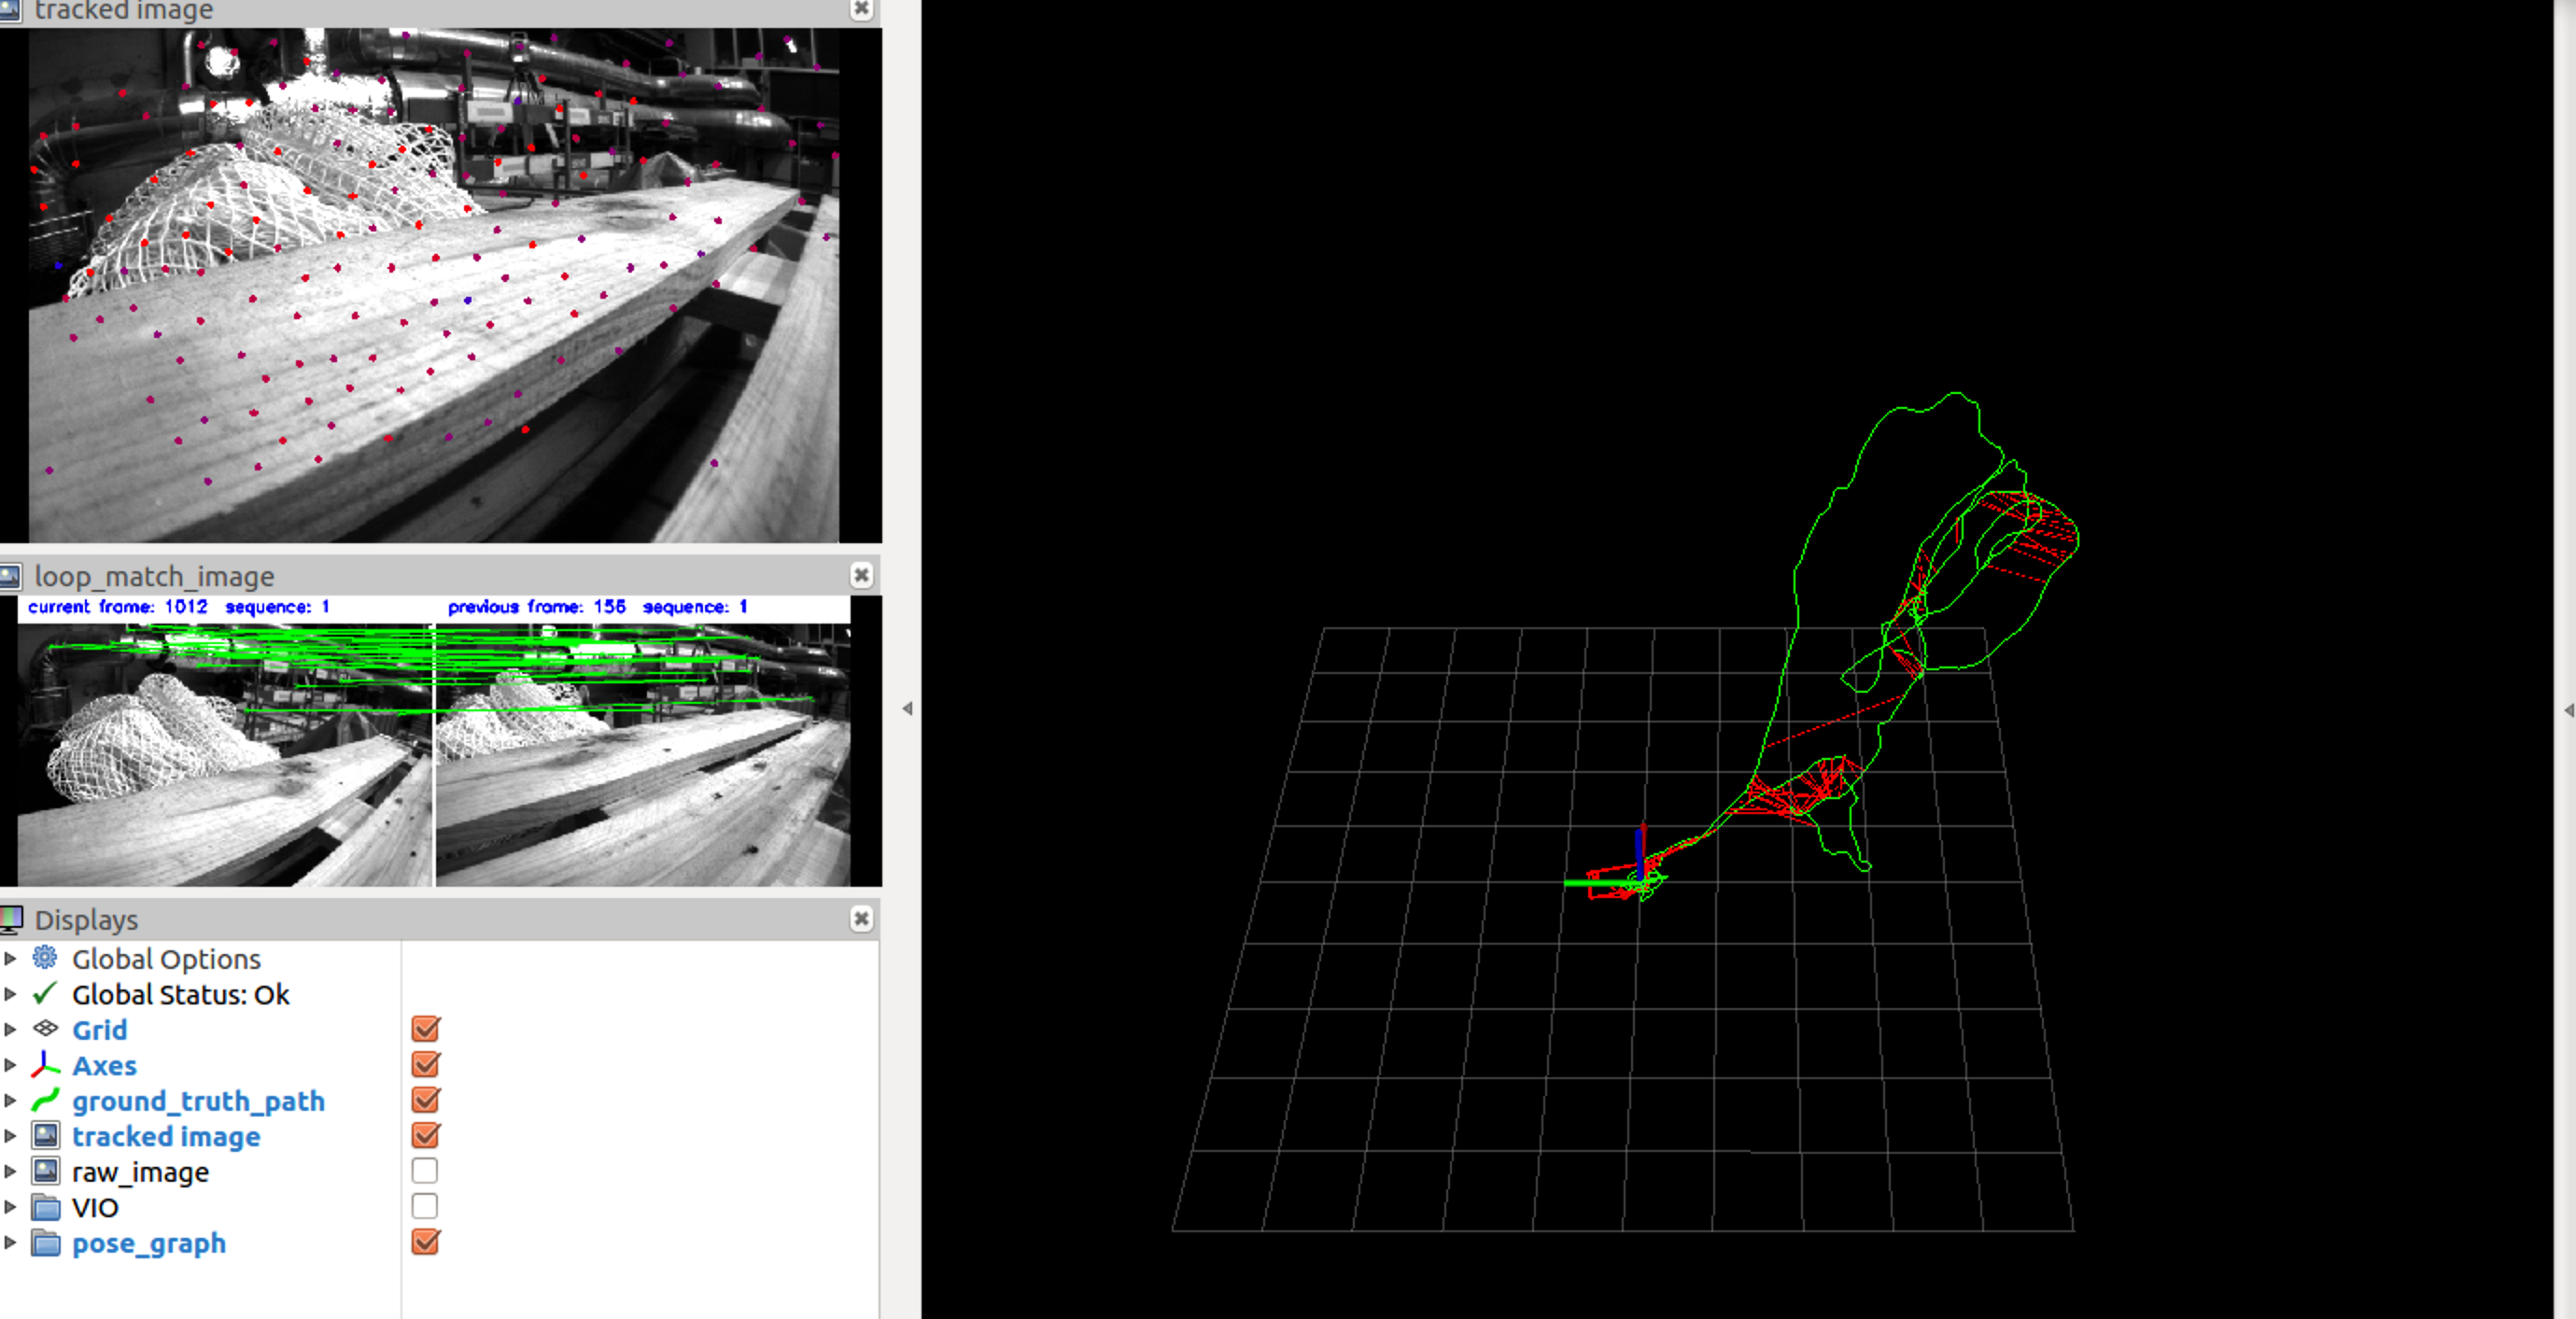 tracked image
loop_match_image
current frame: 1012 sequence: 1
previous frame: 156 sequence: 1
Displays
Global Options
Global Status: Ok
Grid
Axes
ground_truth_path
tracked image
raw_image
VIO
pose_graph